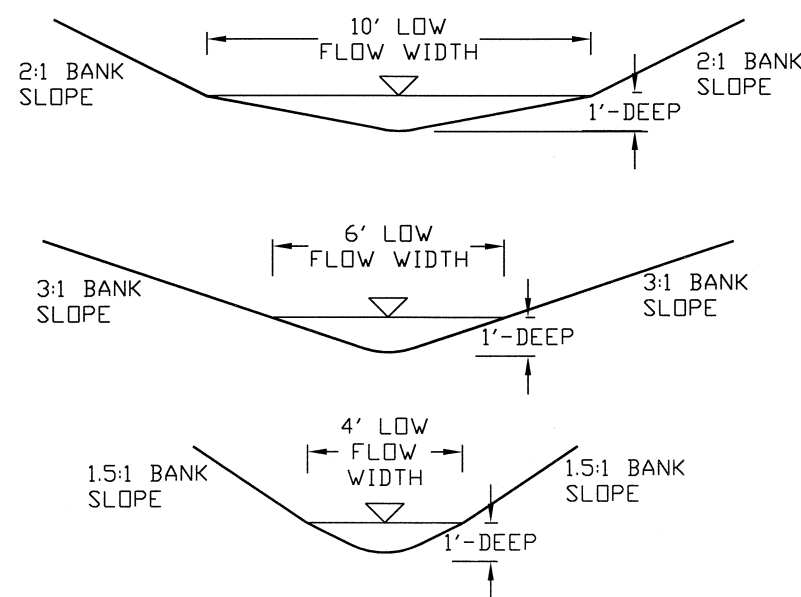 10' LOW
FLOW WIDTH
2:1 BANK
SLOPE
2:1 BANK
SLOPE
1'-DEEP
6' LOW
FLOW WIDTH
3:1 BANK
SLOPE
3:1 BANK
SLOPE
1'-DEEP
4' LOW
FLOW
WIDTH
1.5:1 BANK
SLOPE
1.5:1 BANK
SLOPE
1'-DEEP